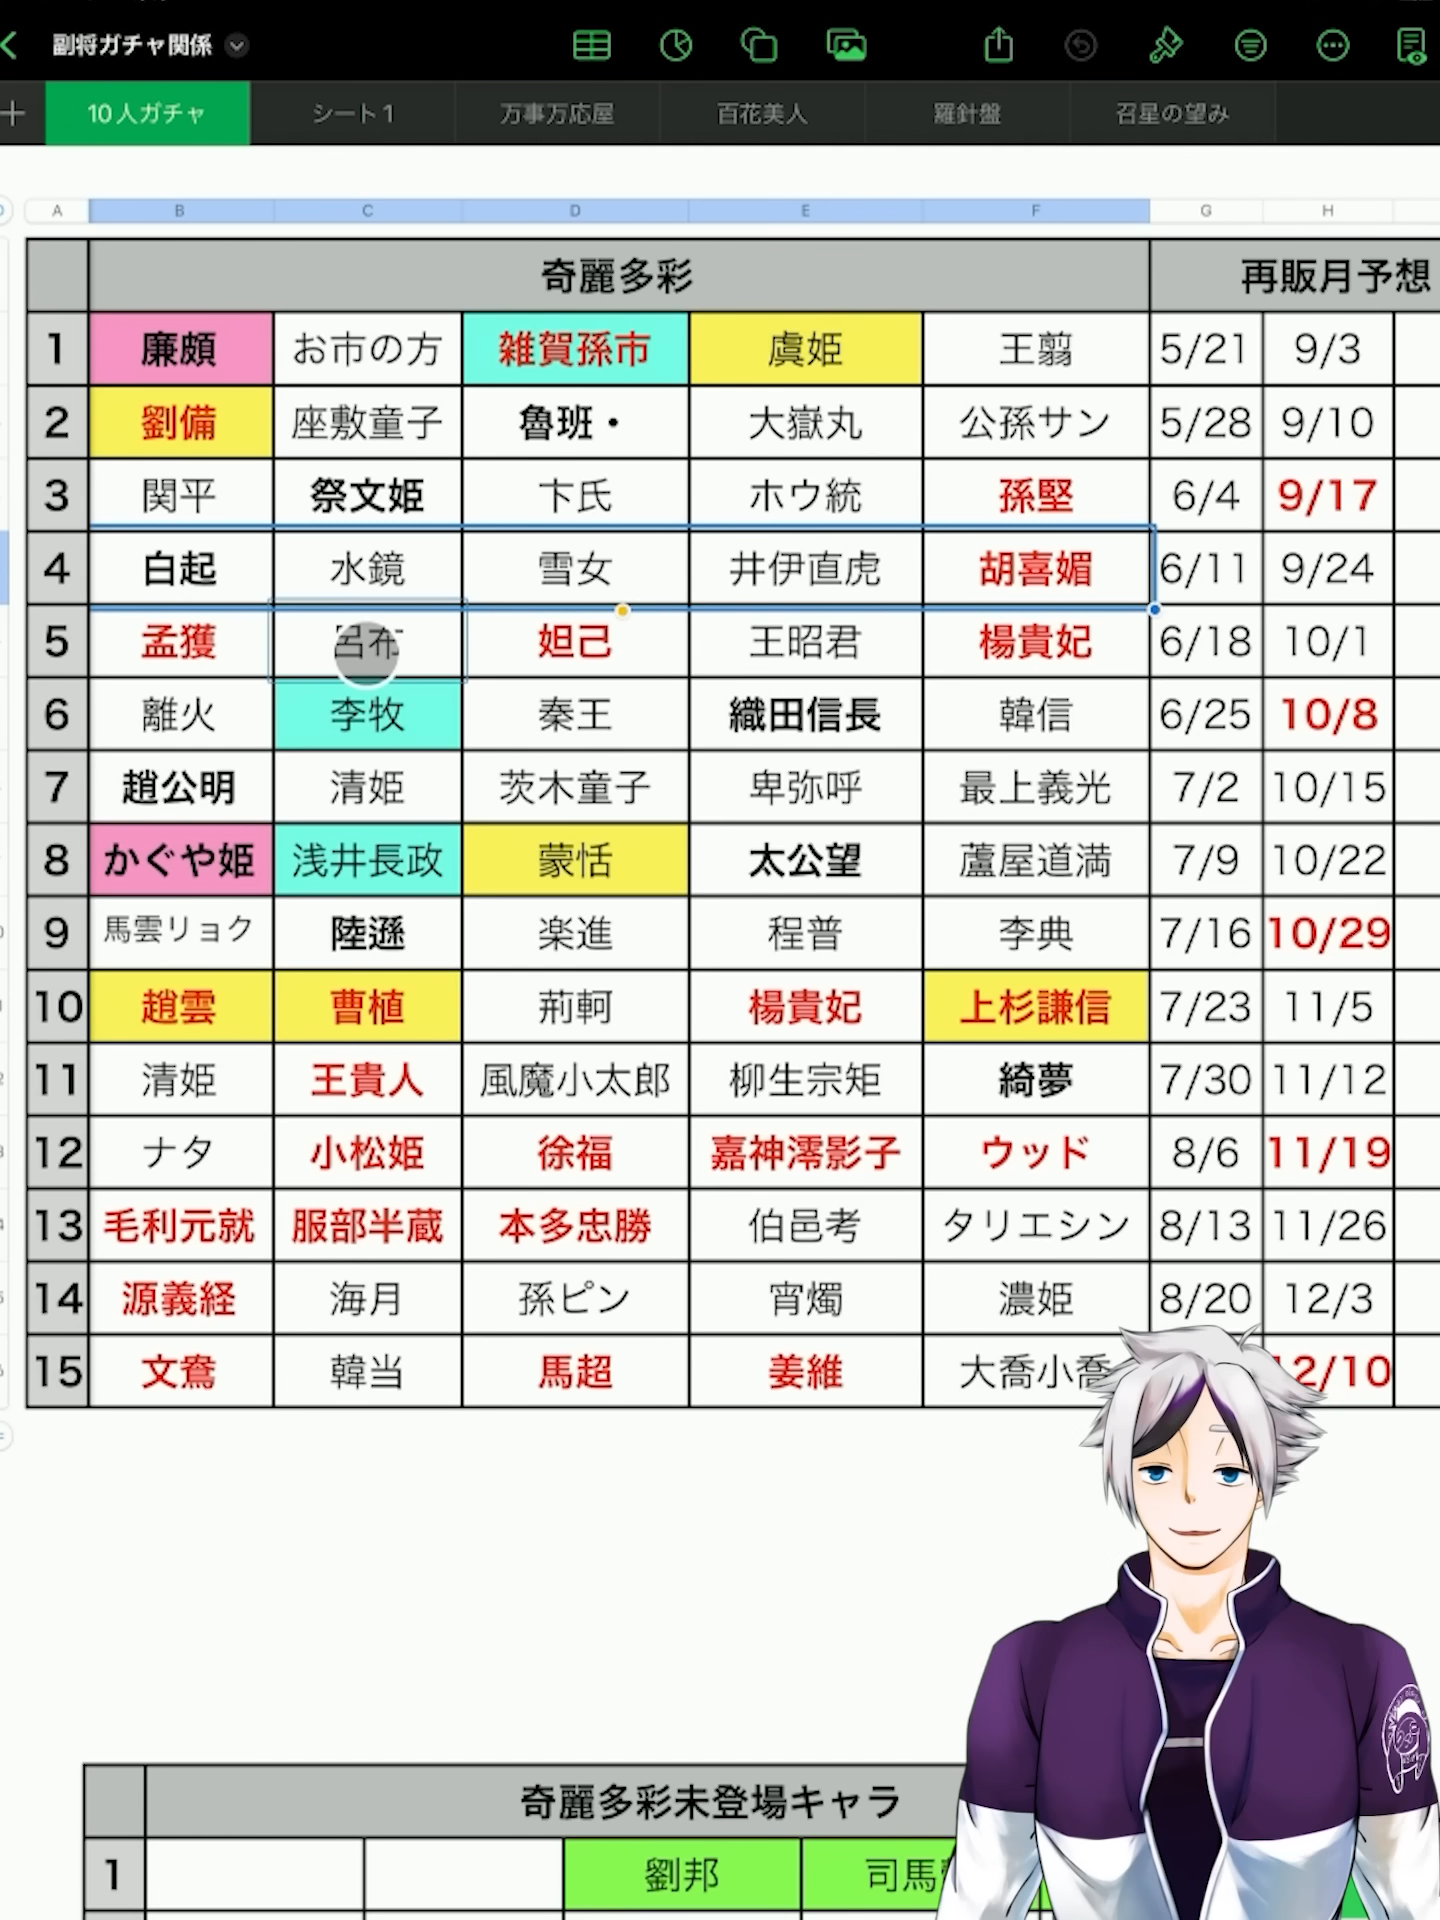 副将ガチャ関係
10人ガチャ シート1 万事万応屋 百花美人 羅針盤 召星の望み
A B C D E F G H
奇麗多彩 再販月予想
1 廉頗 お市の方 雑賀孫市 虞姫 王翦 5/21 9/3
2 劉備 座敷童子 魯班・ 大嶽丸 公孫サン 5/28 9/10
3 関平 祭文姫 卞氏 ホウ統 孫堅 6/4 9/17
4 白起 水鏡 雪女 井伊直虎 胡喜媚 6/11 9/24
5 孟獲 呂布 妲己 王昭君 楊貴妃 6/18 10/1
6 離火 李牧 秦王 織田信長 韓信 6/25 10/8
7 趙公明 清姫 茨木童子 卑弥呼 最上義光 7/2 10/15
8 かぐや姫 浅井長政 蒙恬 太公望 蘆屋道満 7/9 10/22
9 馬雲リョク 陸遜 楽進 程普 李典 7/16 10/29
10 趙雲 曹植 荊軻 楊貴妃 上杉謙信 7/23 11/5
11 清姫 王貴人 風魔小太郎 柳生宗矩 綺夢 7/30 11/12
12 ナタ 小松姫 徐福 嘉神澪影子 ウッド 8/6 11/19
13 毛利元就 服部半蔵 本多忠勝 伯邑考 タリエシン 8/13 11/26
14 源義経 海月 孫ピン 宵燭 濃姫 8/20 12/3
15 文鴦 韓当 馬超 姜維 大喬小喬 12/10
奇麗多彩未登場キャラ
1 劉邦 司馬